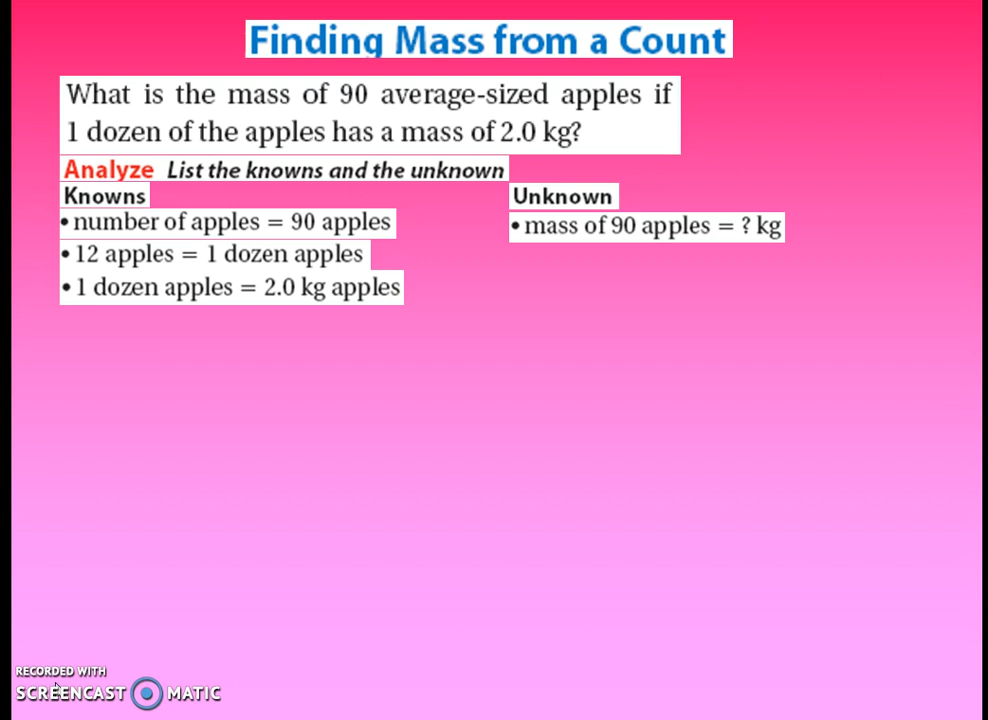 Finding Mass from a Count
What is the mass of 90 average-sized apples if
1 dozen of the apples has a mass of 2.0 kg?
Analyze List the knowns and the unknown
Knowns
• number of apples = 90 apples
• 12 apples = 1 dozen apples
• 1 dozen apples = 2.0 kg apples
Unknown
• mass of 90 apples = ? kg
RECORDED WITH
SCREENCAST MATIC